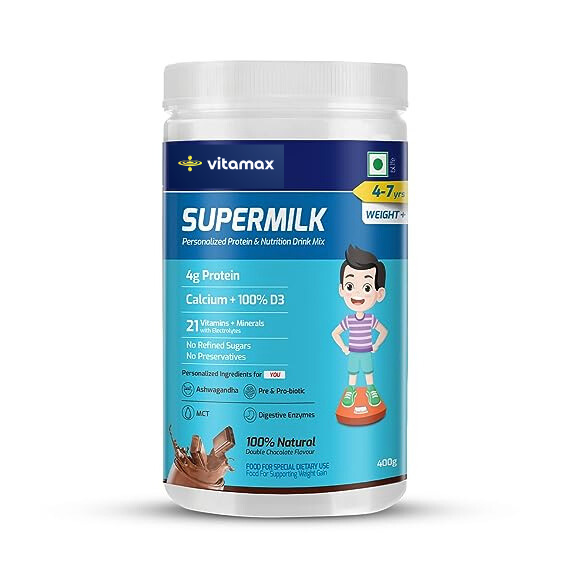 vitamax
4-7 yrs
WEIGHT +
SUPERMILK
Personalized Protein & Nutrition Drink Mix
4g Protein
Calcium + 100% D3
21 Vitamins + Minerals
with Electrolytes
No Refined Sugars
No Preservatives
Personalized Ingredients for YOU
Ashwagandha
Pre & Pro-biotic
MCT
Digestive Enzymes
100% Natural
Double Chocolate Flavour
FOOD FOR SPECIAL DIETARY USE
Food For Supporting Weight Gain
400g